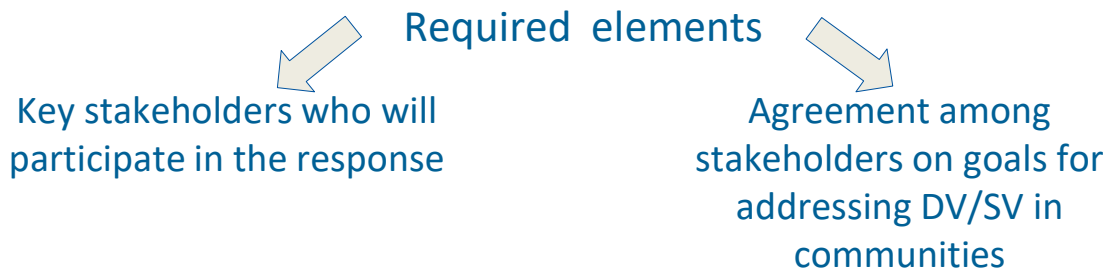 Required elements
Key stakeholders who will
participate in the response
Agreement among
stakeholders on goals for
addressing DV/SV in
communities